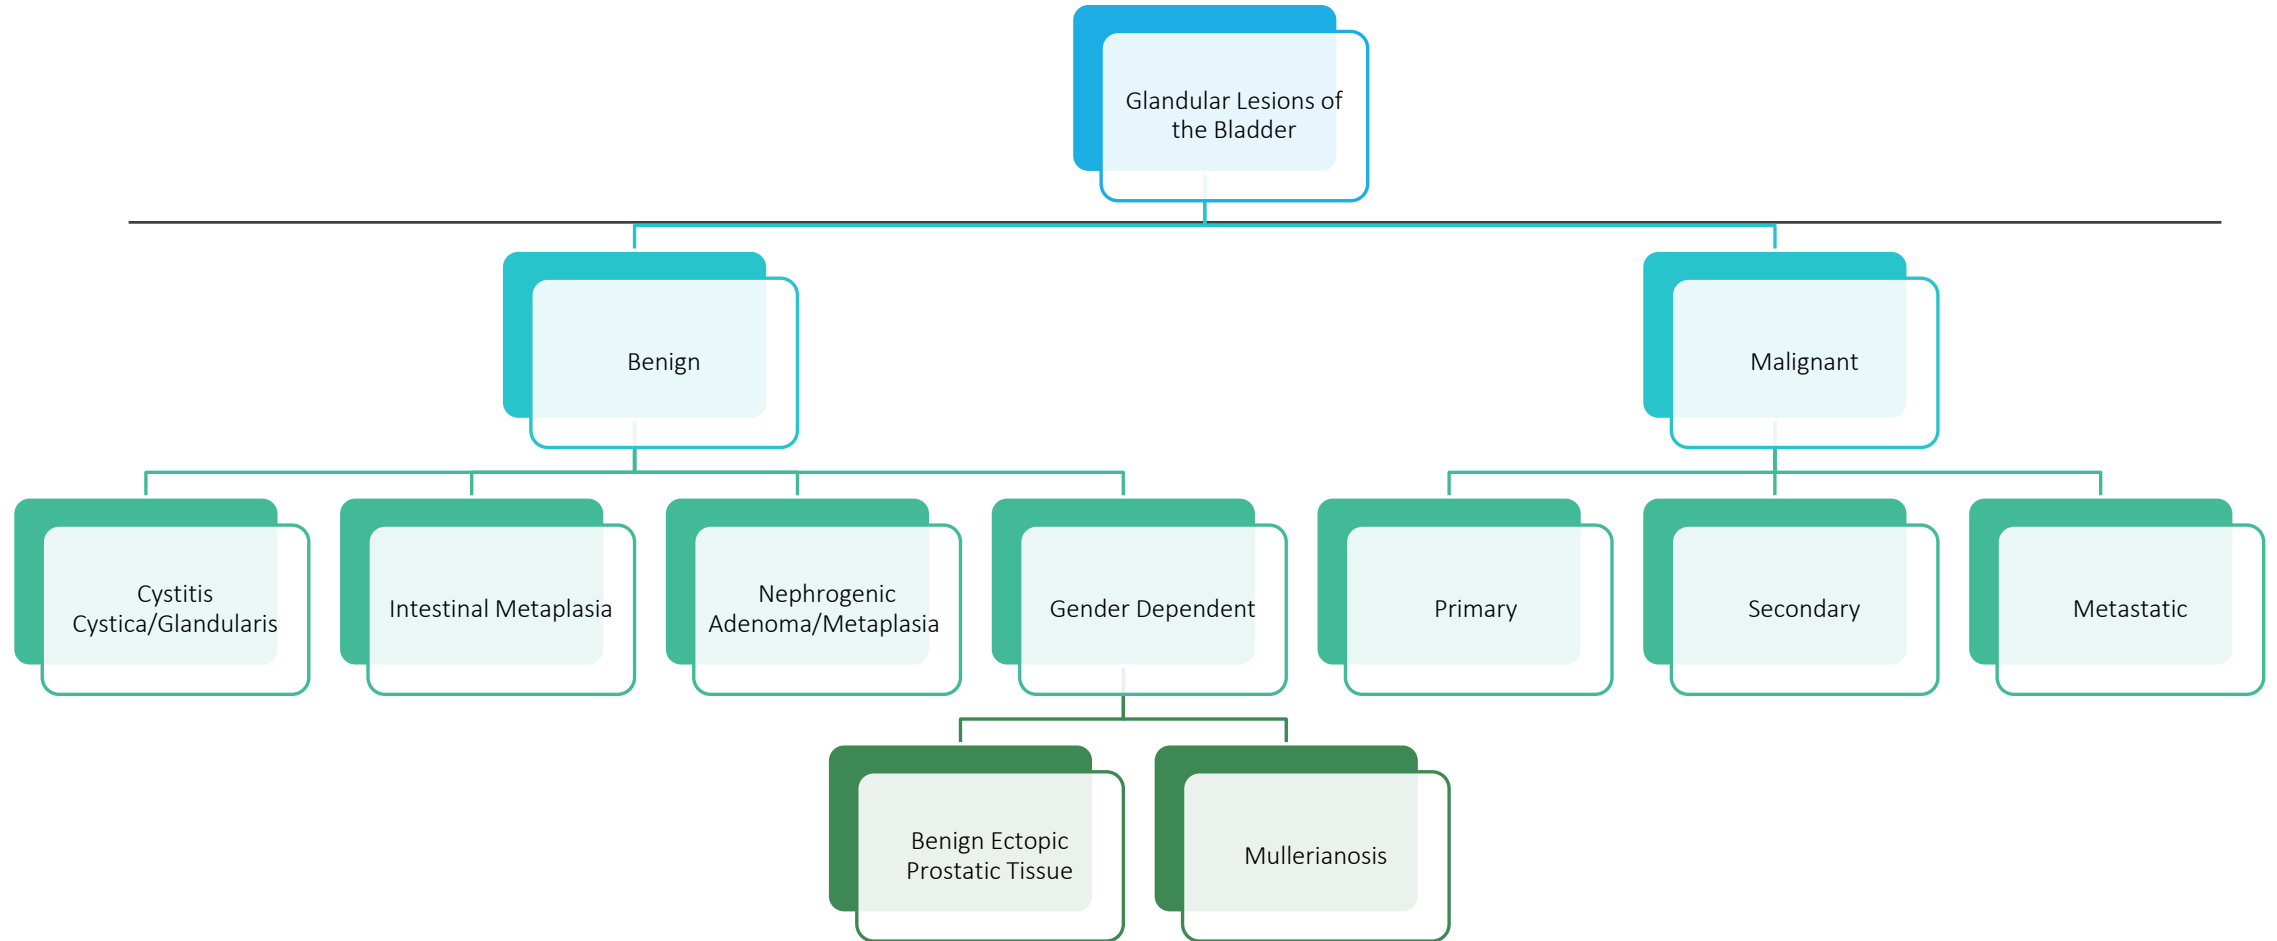 Glandular Lesions of
the Bladder
Benign
Malignant
Cystitis
Cystica/Glandularis
Intestinal Metaplasia
Nephrogenic
Adenoma/Metaplasia
Gender Dependent
Primary
Secondary
Metastatic
Benign Ectopic
Prostatic Tissue
Mullerianosis